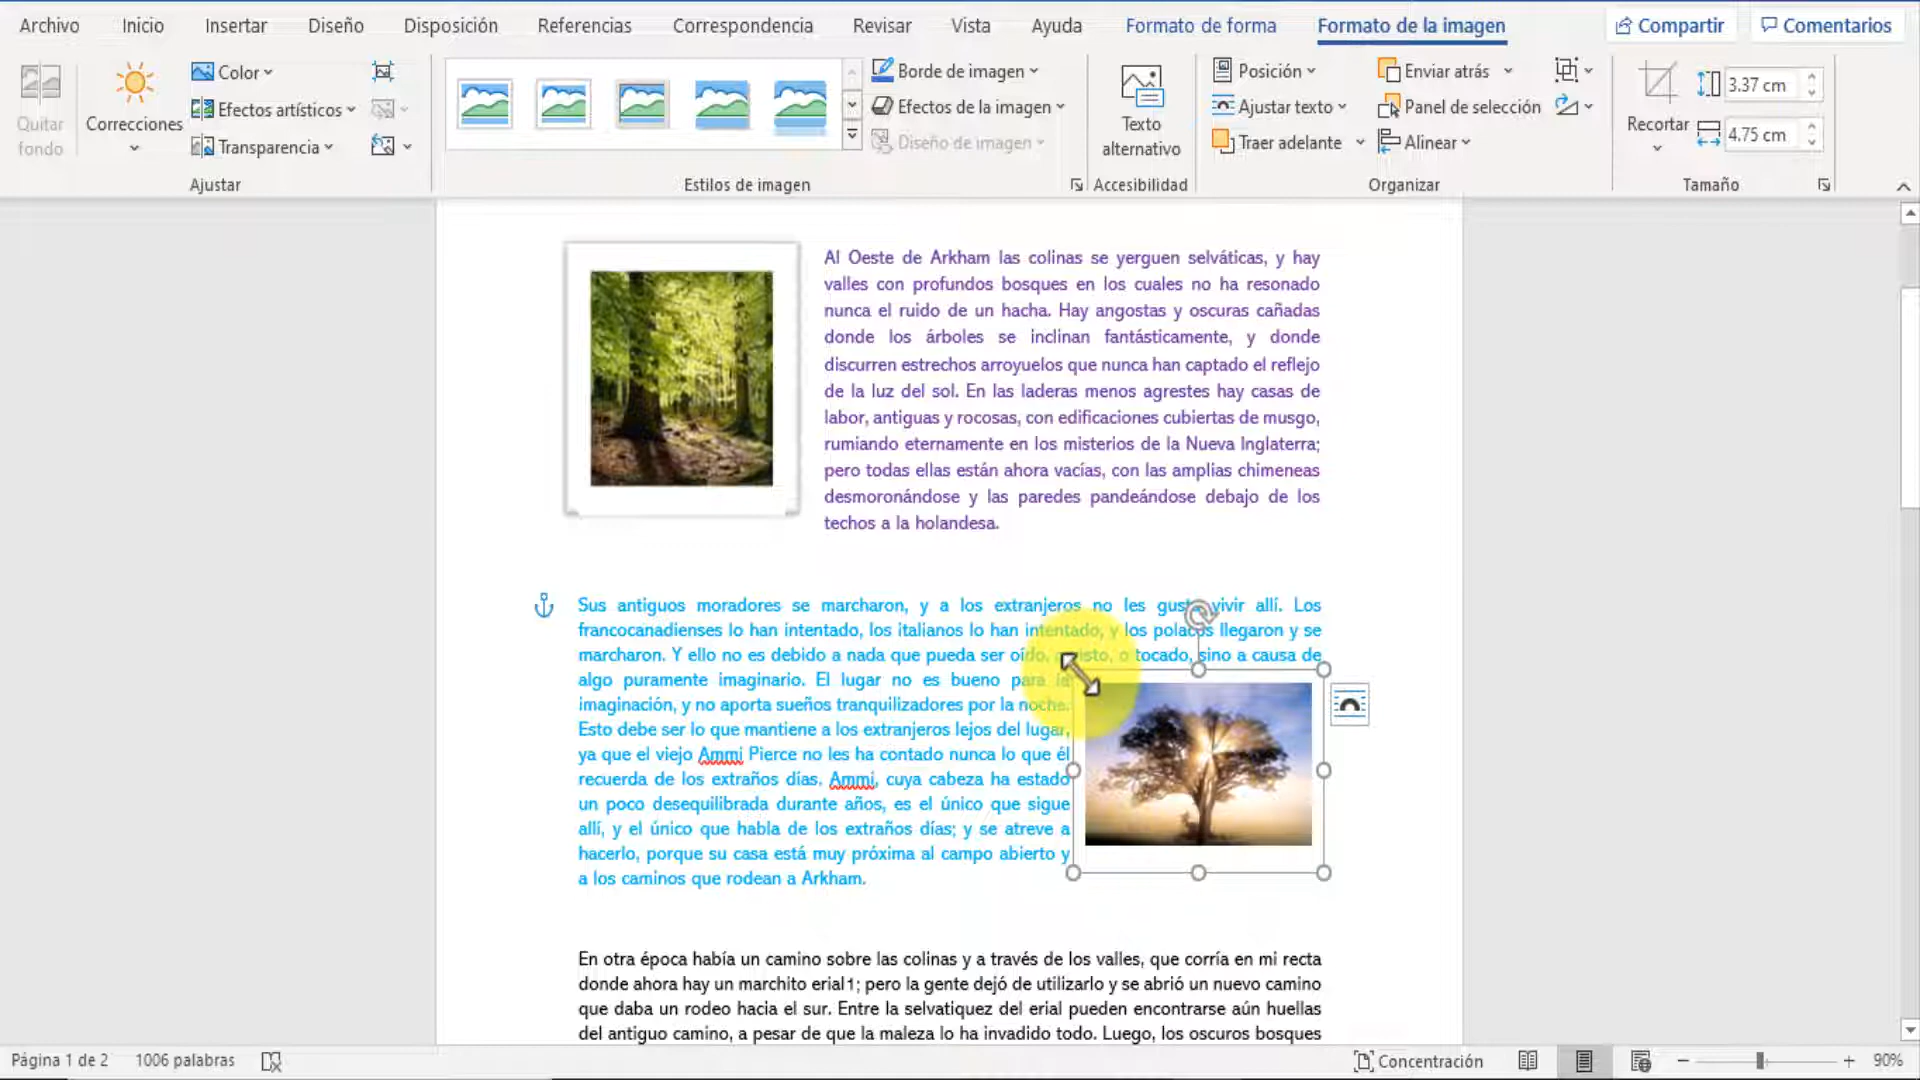 Archivo Inicio Insertar Diseño Disposición Referencias Correspondencia Revisar Vista Ayuda Formato de forma Formato de la imagen Compartir Comentarios
Quitar fondo
Correcciones
Color
Efectos artísticos
Transparencia
Ajustar
Borde de imagen
Efectos de la imagen
Diseño de imagen
Estilos de imagen
Texto alternativo
Accesibilidad
Posición
Ajustar texto
Traer adelante
Enviar atrás
Panel de selección
Alinear
Organizar
Recortar
3.37 cm
4.75 cm
Tamaño
Al Oeste de Arkham las colinas se yerguen selváticas, y hay
valles con profundos bosques en los cuales no ha resonado
nunca el ruido de un hacha. Hay angostas y oscuras cañadas
donde los árboles se inclinan fantásticamente, y donde
discurren estrechos arroyuelos que nunca han captado el reflejo
de la luz del sol. En las laderas menos agrestes hay casas de
labor, antiguas y rocosas, con edificaciones cubiertas de musgo,
rumiando eternamente en los misterios de la Nueva Inglaterra;
pero todas ellas están ahora vacías, con las amplias chimeneas
desmoronándose y las paredes pandeándose debajo de los
techos a la holandesa.
Sus antiguos moradores se marcharon, y a los extranjeros no les gusta vivir allí. Los
francocanadienses lo han intentado, los italianos lo han intentado, y los polacos llegaron y se
marcharon. Y ello no es debido a nada que pueda ser oído, o visto, o tocado, sino a causa de
algo puramente imaginario. El lugar no es bueno para la
imaginación, y no aporta sueños tranquilizadores por la noche.
Esto debe ser lo que mantiene a los extranjeros lejos del lugar,
ya que el viejo Ammi Pierce no les ha contado nunca lo que él
recuerda de los extraños días. Ammi, cuya cabeza ha estado
un poco desequilibrada durante años, es el único que sigue
allí, y el único que habla de los extraños días; y se atreve a
hacerlo, porque su casa está muy próxima al campo abierto y
a los caminos que rodean a Arkham.
En otra época había un camino sobre las colinas y a través de los valles, que corría en mi recta
donde ahora hay un marchito erial1; pero la gente dejó de utilizarlo y se abrió un nuevo camino
que daba un rodeo hacia el sur. Entre la selvatiquez del erial pueden encontrarse aún huellas
del antiguo camino, a pesar de que la maleza lo ha invadido todo. Luego, los oscuros bosques
Página 1 de 2 1006 palabras Concentración 90%